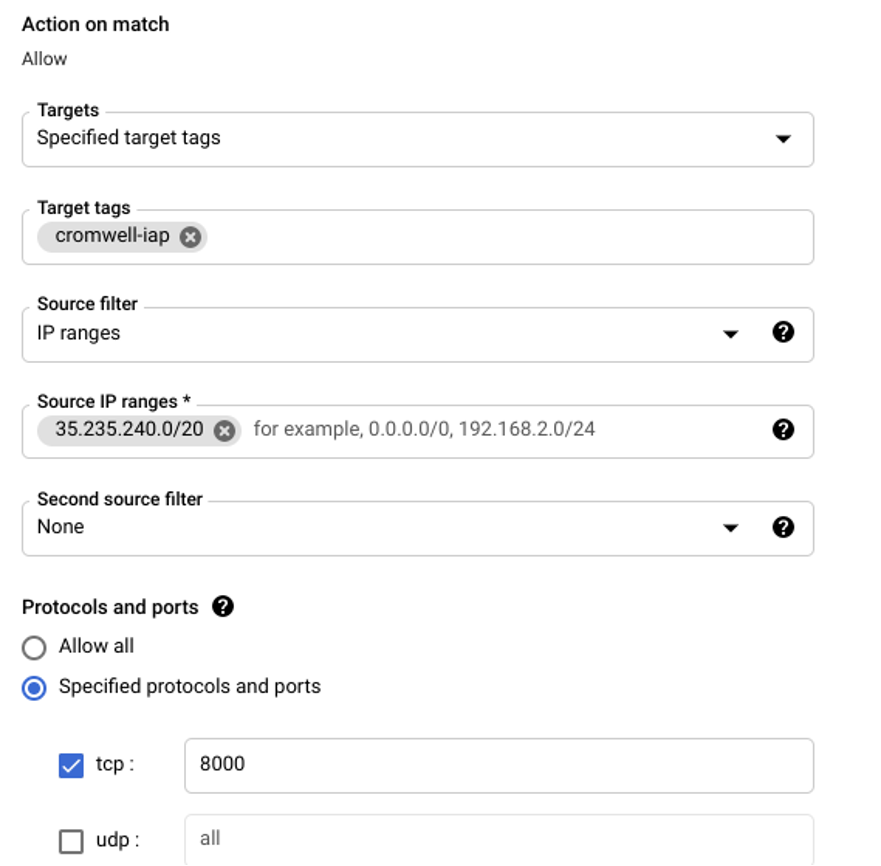 Action on match
Allow
Targets
Specified target tags
Target tags
cromwell-iap
Source filter
IP ranges
Source IP ranges *
35.235.240.0/20 for example, 0.0.0.0/0, 192.168.2.0/24
Second source filter
None
Protocols and ports
Allow all
Specified protocols and ports
tcp : 8000
udp : all